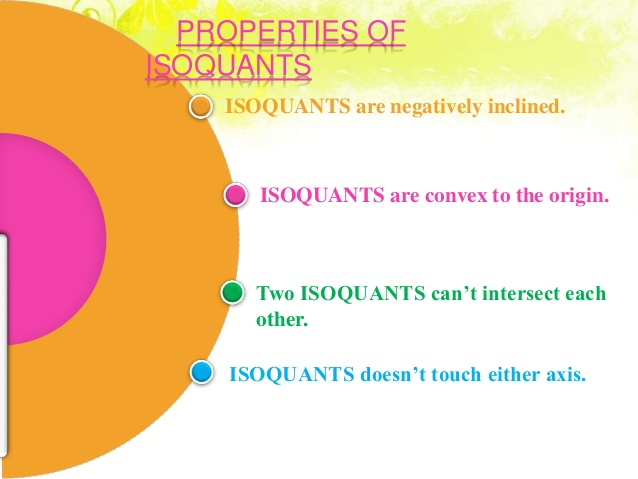 PROPERTIES OF
ISOQUANTS
ISOQUANTS are negatively inclined.
ISOQUANTS are convex to the origin.
Two ISOQUANTS can’t intersect each
other.
ISOQUANTS doesn’t touch either axis.